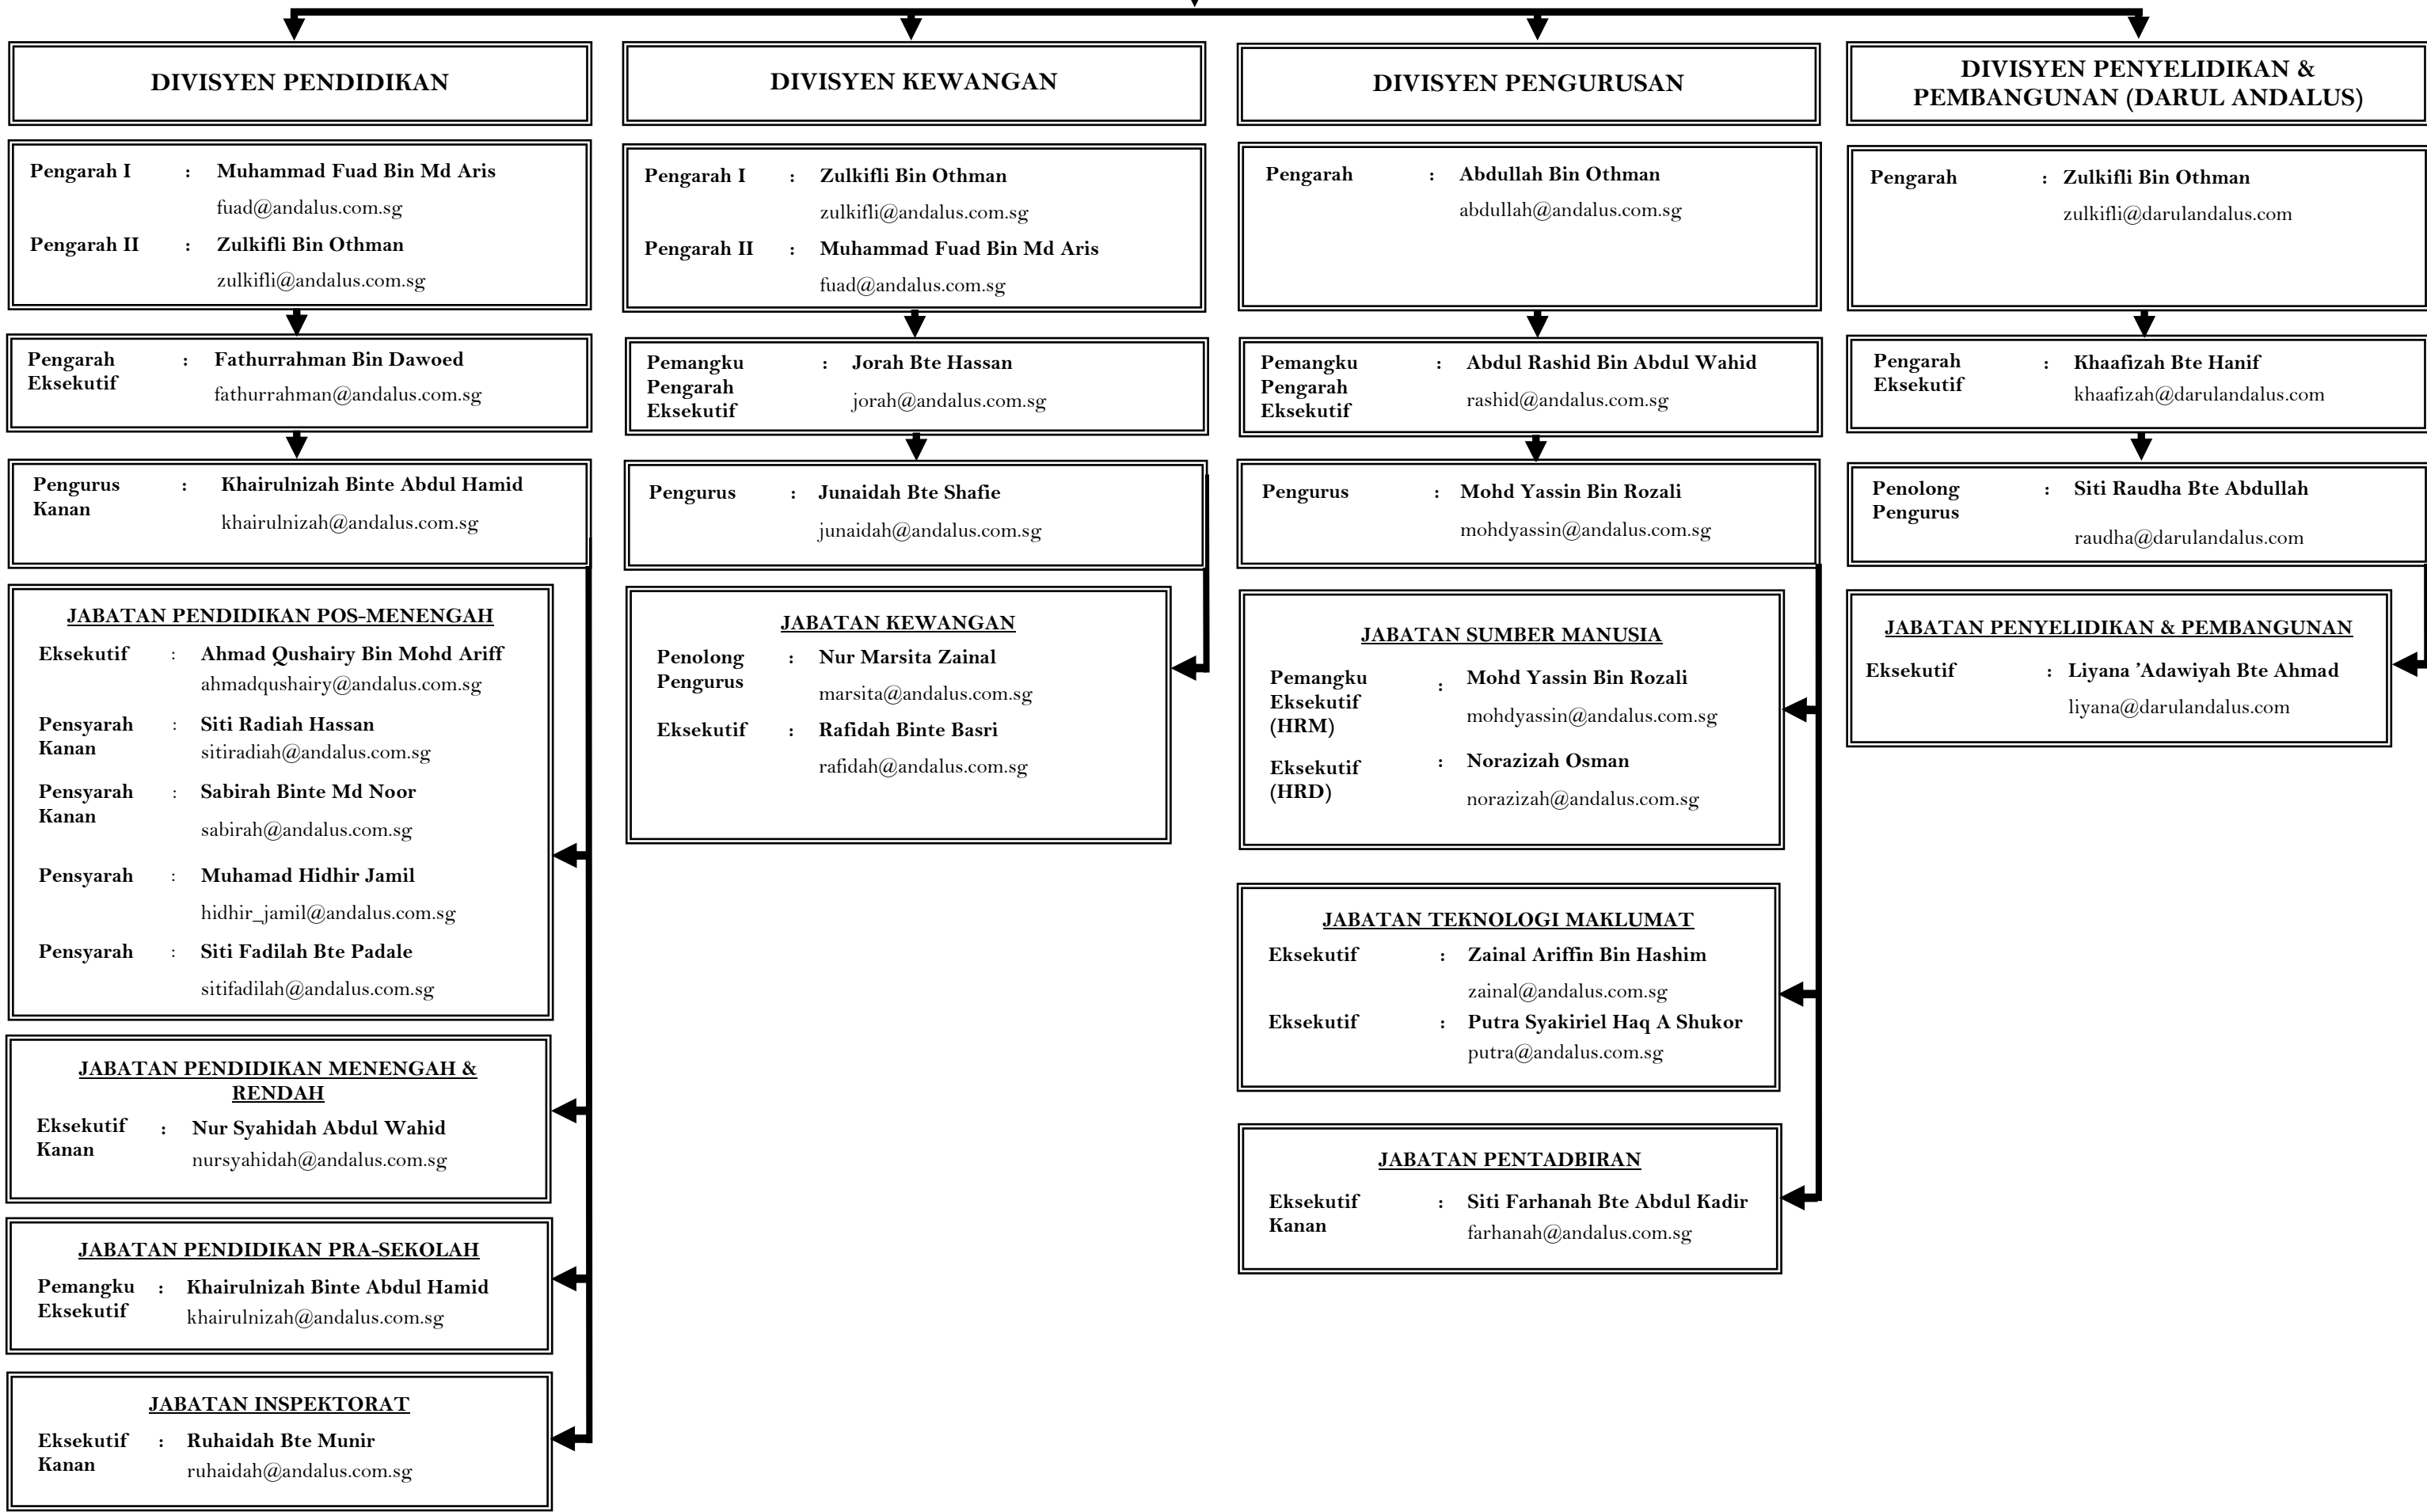 DIVISYEN PENDIDIKAN
Pengarah I : Muhammad Fuad Bin Md Aris
fuad@andalus.com.sg
Pengarah II : Zulkifli Bin Othman
zulkifli@andalus.com.sg
Pengarah : Fathurrahman Bin Dawoed
Eksekutif
fathurrahman@andalus.com.sg
Pengurus : Khairulnizah Binte Abdul Hamid
Kanan
khairulnizah@andalus.com.sg
JABATAN PENDIDIKAN POS-MENENGAH
Eksekutif : Ahmad Qushairy Bin Mohd Ariff
ahmadqushairy@andalus.com.sg
Pensyarah : Siti Radiah Hassan
Kanan
sitiradiah@andalus.com.sg
Pensyarah : Sabirah Binte Md Noor
Kanan
sabirah@andalus.com.sg
Pensyarah : Muhamad Hidhir Jamil
hidhir_jamil@andalus.com.sg
Pensyarah : Siti Fadilah Bte Padale
sitifadilah@andalus.com.sg
JABATAN PENDIDIKAN MENENGAH &
RENDAH
Eksekutif : Nur Syahidah Abdul Wahid
Kanan
nursyahidah@andalus.com.sg
JABATAN PENDIDIKAN PRA-SEKOLAH
Pemangku : Khairulnizah Binte Abdul Hamid
Eksekutif
khairulnizah@andalus.com.sg
JABATAN INSPEKTORAT
Eksekutif : Ruhaidah Bte Munir
Kanan
ruhaidah@andalus.com.sg
DIVISYEN KEWANGAN
Pengarah I : Zulkifli Bin Othman
zulkifli@andalus.com.sg
Pengarah II : Muhammad Fuad Bin Md Aris
fuad@andalus.com.sg
Pemangku : Jorah Bte Hassan
Pengarah
Eksekutif
jorah@andalus.com.sg
Pengurus : Junaidah Bte Shafie
junaidah@andalus.com.sg
JABATAN KEWANGAN
Penolong : Nur Marsita Zainal
Pengurus
marsita@andalus.com.sg
Eksekutif : Rafidah Binte Basri
rafidah@andalus.com.sg
DIVISYEN PENGURUSAN
Pengarah : Abdullah Bin Othman
abdullah@andalus.com.sg
Pemangku : Abdul Rashid Bin Abdul Wahid
Pengarah
Eksekutif
rashid@andalus.com.sg
Pengurus : Mohd Yassin Bin Rozali
mohdyassin@andalus.com.sg
JABATAN SUMBER MANUSIA
Pemangku : Mohd Yassin Bin Rozali
Eksekutif
(HRM)
mohdyassin@andalus.com.sg
Eksekutif : Norazizah Osman
(HRD)
norazizah@andalus.com.sg
JABATAN TEKNOLOGI MAKLUMAT
Eksekutif : Zainal Ariffin Bin Hashim
zainal@andalus.com.sg
Eksekutif : Putra Syakiriel Haq A Shukor
putra@andalus.com.sg
JABATAN PENTADBIRAN
Eksekutif : Siti Farhanah Bte Abdul Kadir
Kanan
farhanah@andalus.com.sg
DIVISYEN PENYELIDIKAN &
PEMBANGUNAN (DARUL ANDALUS)
Pengarah : Zulkifli Bin Othman
zulkifli@darulandalus.com
Pengarah : Khaafizah Bte Hanif
Eksekutif
khaafizah@darulandalus.com
Penolong : Siti Raudha Bte Abdullah
Pengurus
raudha@darulandalus.com
JABATAN PENYELIDIKAN & PEMBANGUNAN
Eksekutif : Liyana ’Adawiyah Bte Ahmad
liyana@darulandalus.com